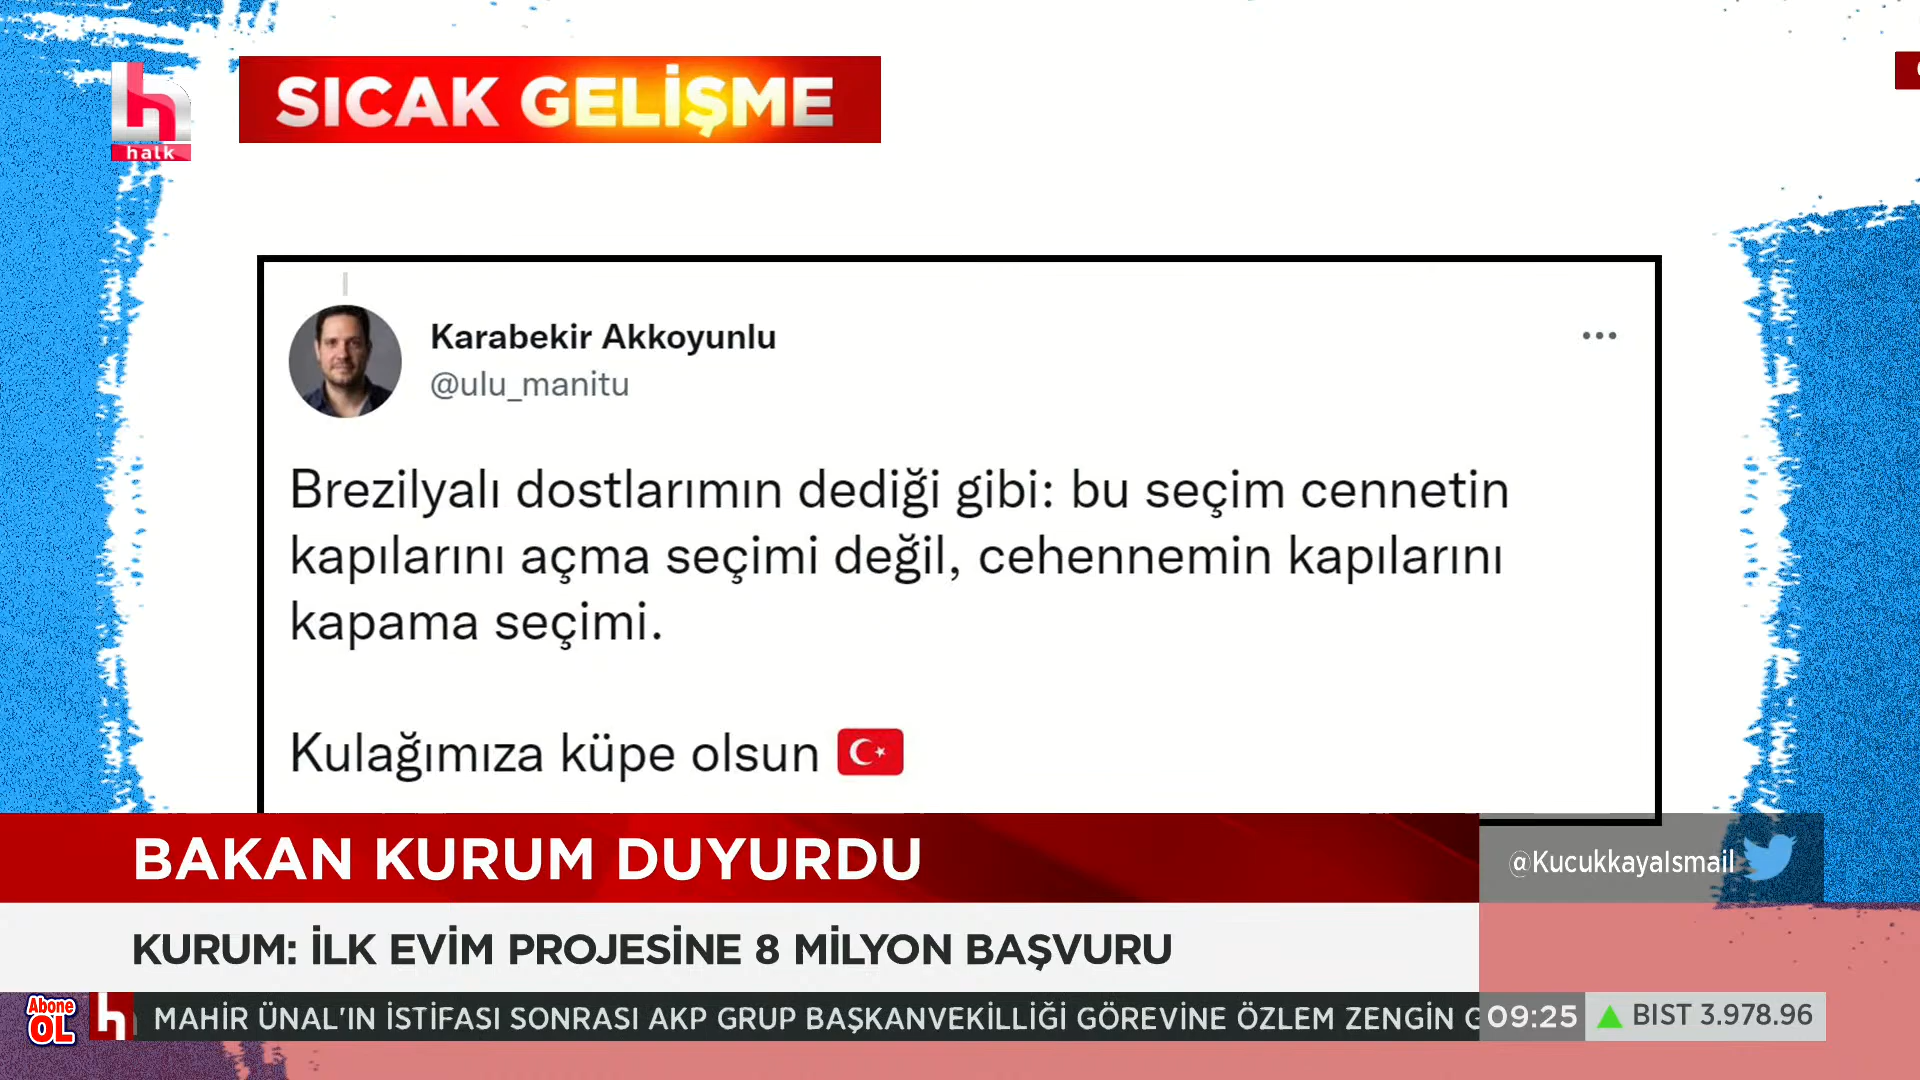 SICAK GELİŞME
halk
Karabekir Akkoyunlu
@ulu_manitu
Brezilyalı dostlarımın dediği gibi: bu seçim cennetin
kapılarını açma seçimi değil, cehennemin kapılarını
kapama seçimi.
Kulağımıza küpe olsun
BAKAN KURUM DUYURDU
@KucukkayaIsmail
KURUM: İLK EVİM PROJESİNE 8 MİLYON BAŞVURU
Abone
OL
MAHİR ÜNAL'IN İSTİFASI SONRASI AKP GRUP BAŞKANVEKİLLİĞİ GÖREVİNE ÖZLEM ZENGİN
09:25
BIST 3.978.96